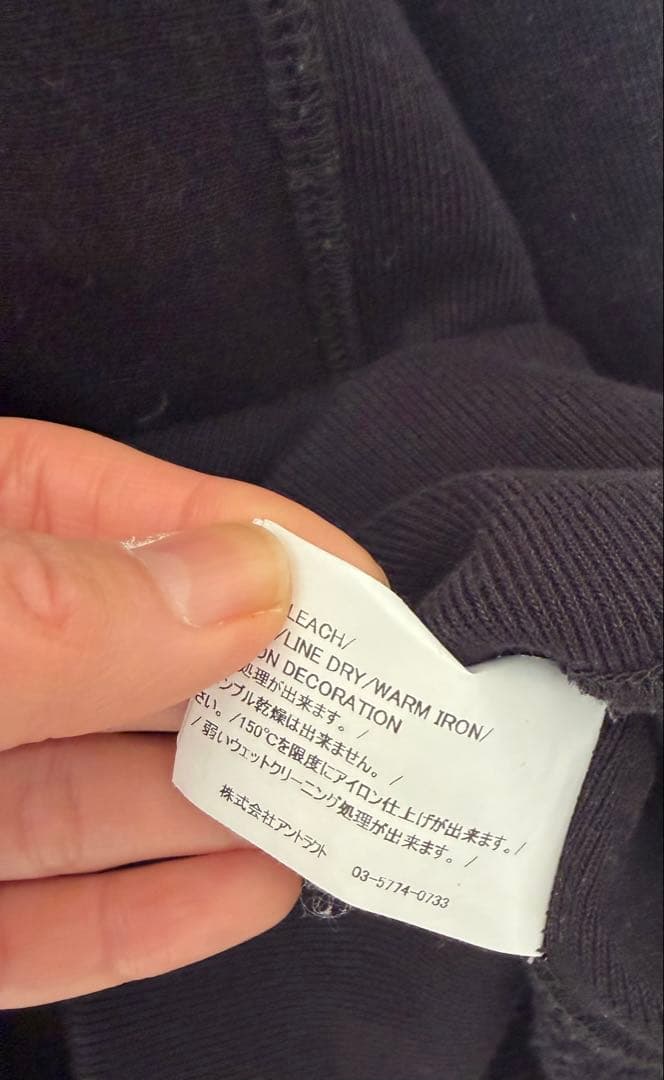 LEACH/
/LINE DRY/WARM IRON/
ON DECORATION
処理が出来ます。 /
ンブル乾燥は出来ません。 /
さい。 /150℃を限度にアイロン仕上げが出来ます。/
/ 弱いウェットクリーニング処理が出来ます。 /
株式会社アントラクト
03-5774-0733